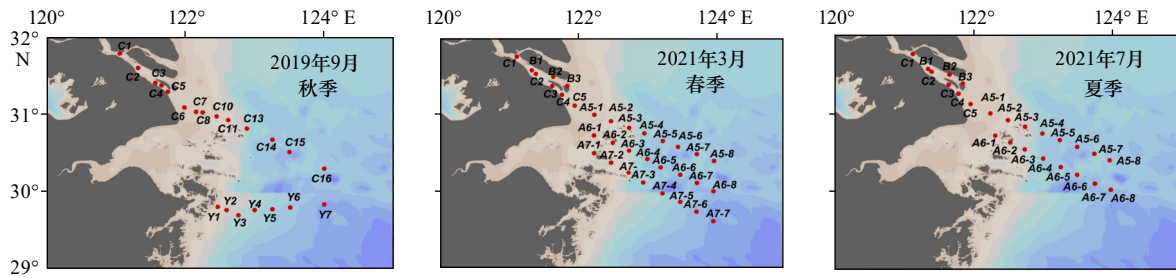 120° 122° 124° E 120° 122° 124° E 120° 122° 124° E
32°
N
31°
30°
29°
2019年9月
秋季
C1
C2
C3
C5
C4
C7
C10
C6
C8
C11
C13
C14
C15
C16
Y2
Y1
Y4
Y6
Y3
Y5
Y7
2021年3月
春季
C1
B1
B3
C2
C3
C4
C5
A5-1
A5-2
A5-4
A5-5
A5-6
A5-7
A5-8
A6-1
A6-2
A6-3
A6-4
A6-5
A6-6
A6-7
A6-8
A7-1
A7-2
A7-
A7-3
A7-4
A7-5
A7-6
A7-7
2021年7月
夏季
C1
B1
B2
B3
C2
C3
C4
C5
A5-1
A5-2
A5-4
A5-5
A5-6
A5-7
A5-8
A6-1
A6-2
A6-3
A6-4
A6-5
A6-6
A6-7
A6-8